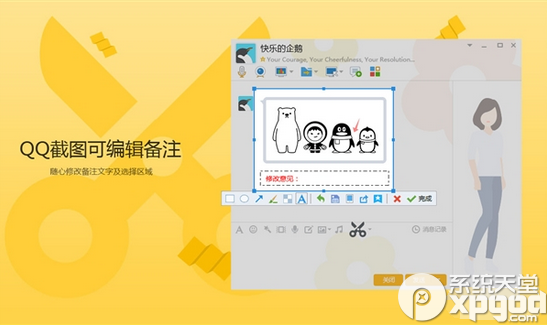 QQ截图可编辑备注
随心修改备注文字及选择区域
快乐的企鹅
Your Courage, Your Cheerfulness, Your Resolution...
修改意见：
A
完成
A
消息记录
关闭
系统天堂
xpgod